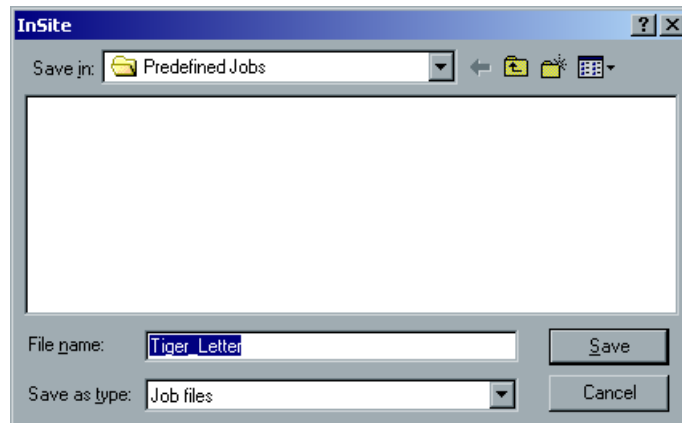 InSite
Save in: Predefined Jobs
File name: Tiger_Letter Save
Save as type: Job files Cancel